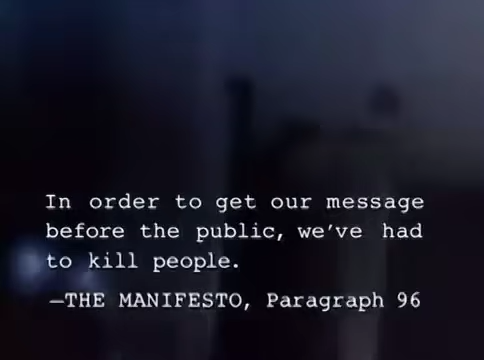 In order to get our message
before the public, we've had
to kill people.
—THE MANIFESTO, Paragraph 96